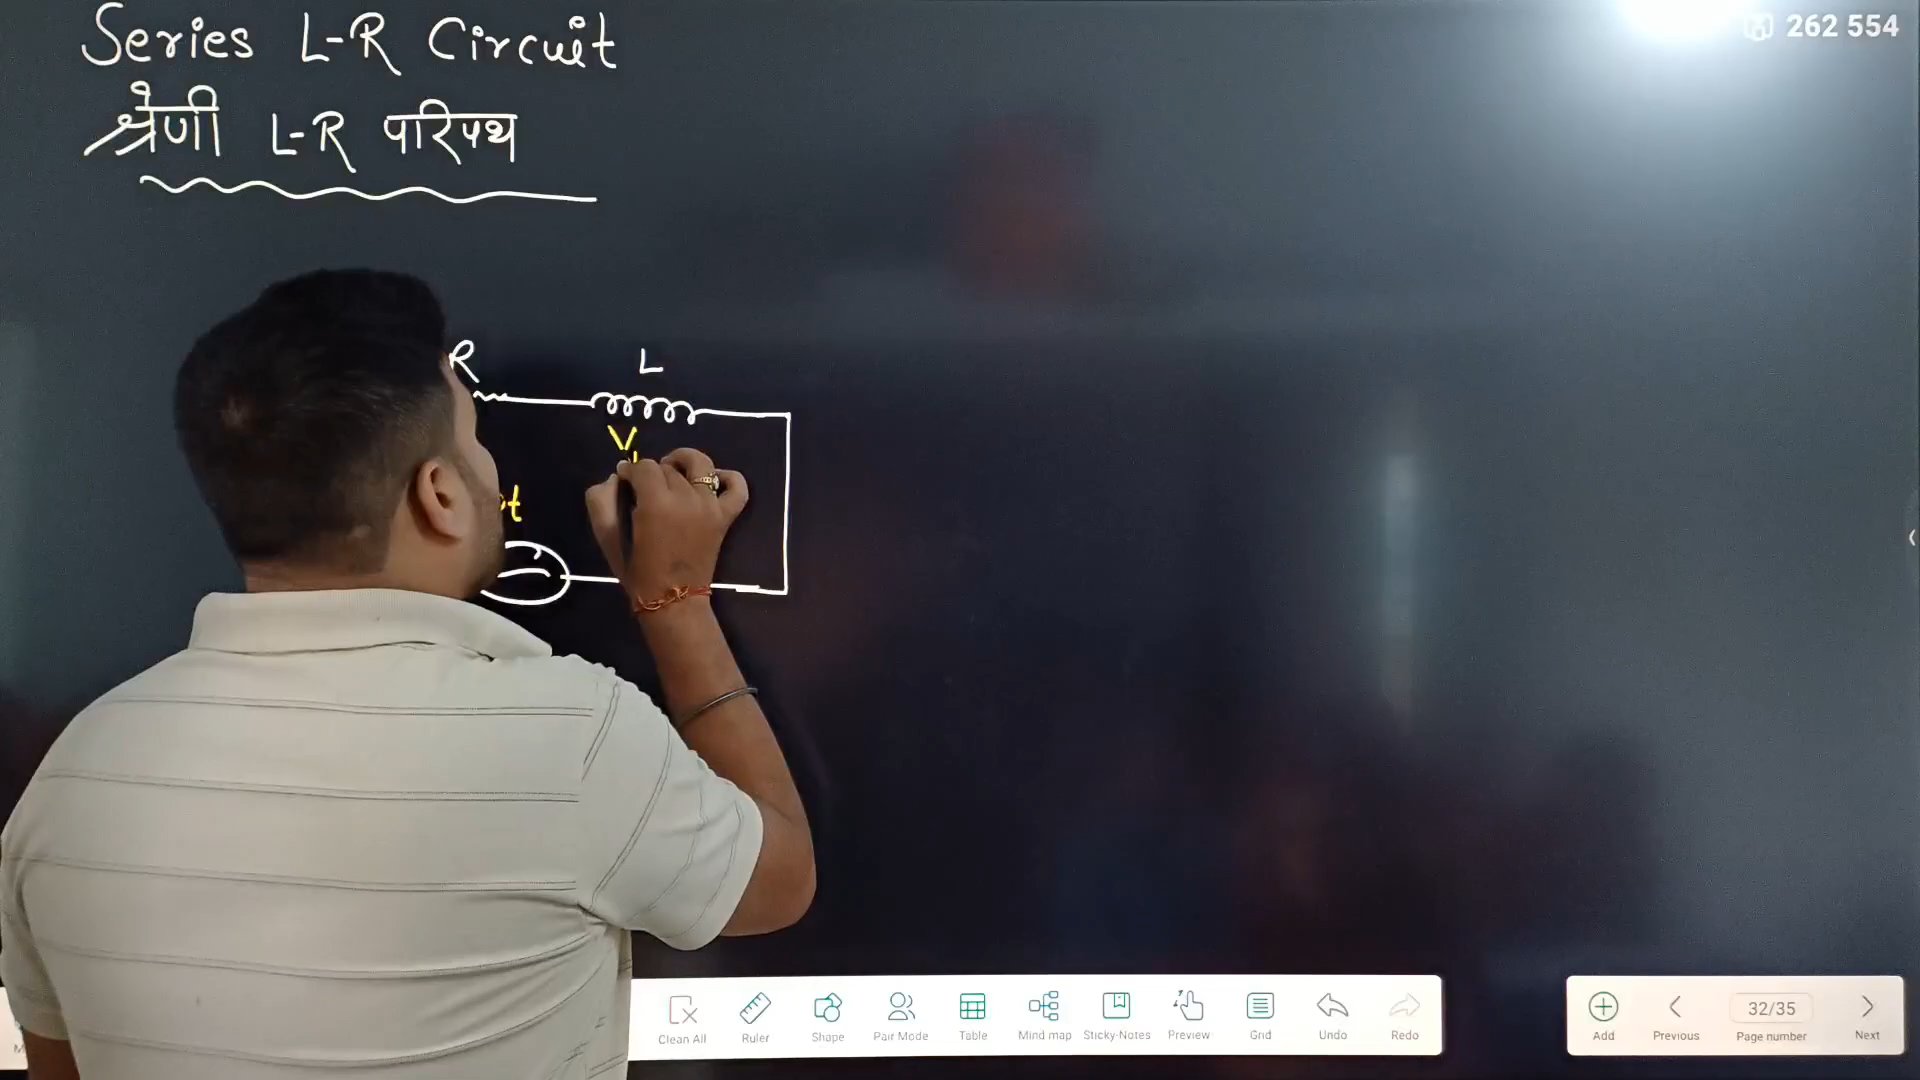 Series L-R Circuit
262 554
श्रेणी L-R परिपथ
R L
V
t
Clean All Ruler Shape Pair Mode Table Mind map Sticky-Notes Preview Grid Undo Redo
Add Previous 32/35 Page number Next